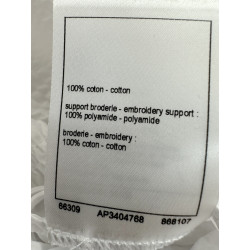 100% coton - cotton
support broderie - embroidery support :
100% polyamide - polyamide
broderie - embroidery :
100% coton - cotton
66309 AP3404768 868107